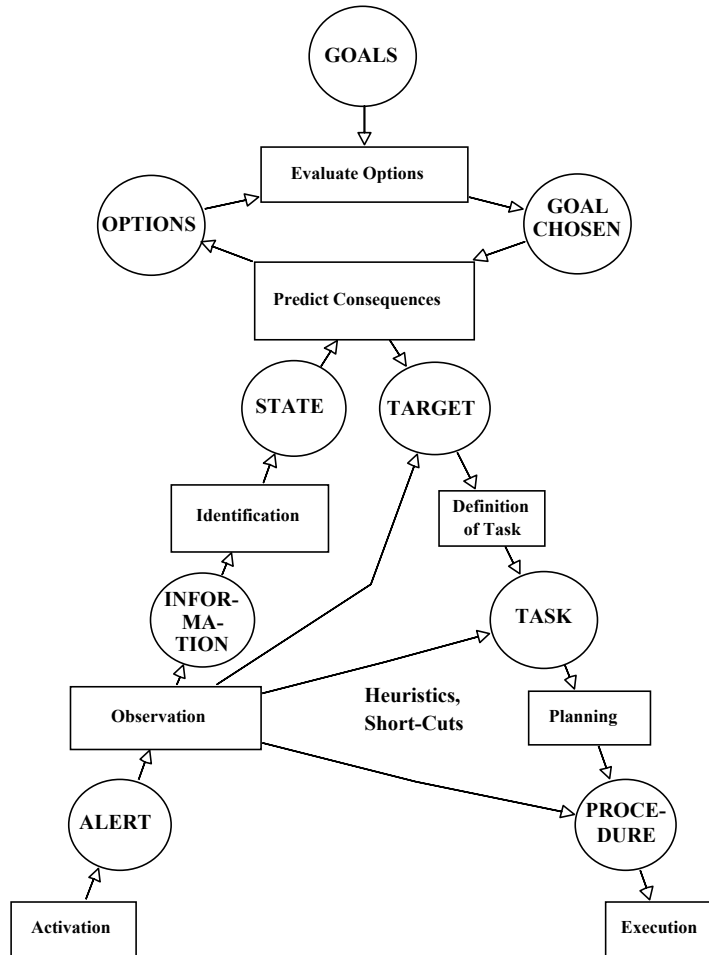 GOALS
Evaluate Options
OPTIONS
GOAL
CHOSEN
Predict Consequences
STATE
TARGET
Identification
Definition
of Task
INFOR-
MA-
TION
TASK
Observation
Heuristics,
Short-Cuts
Planning
ALERT
PROCE-
DURE
Activation
Execution